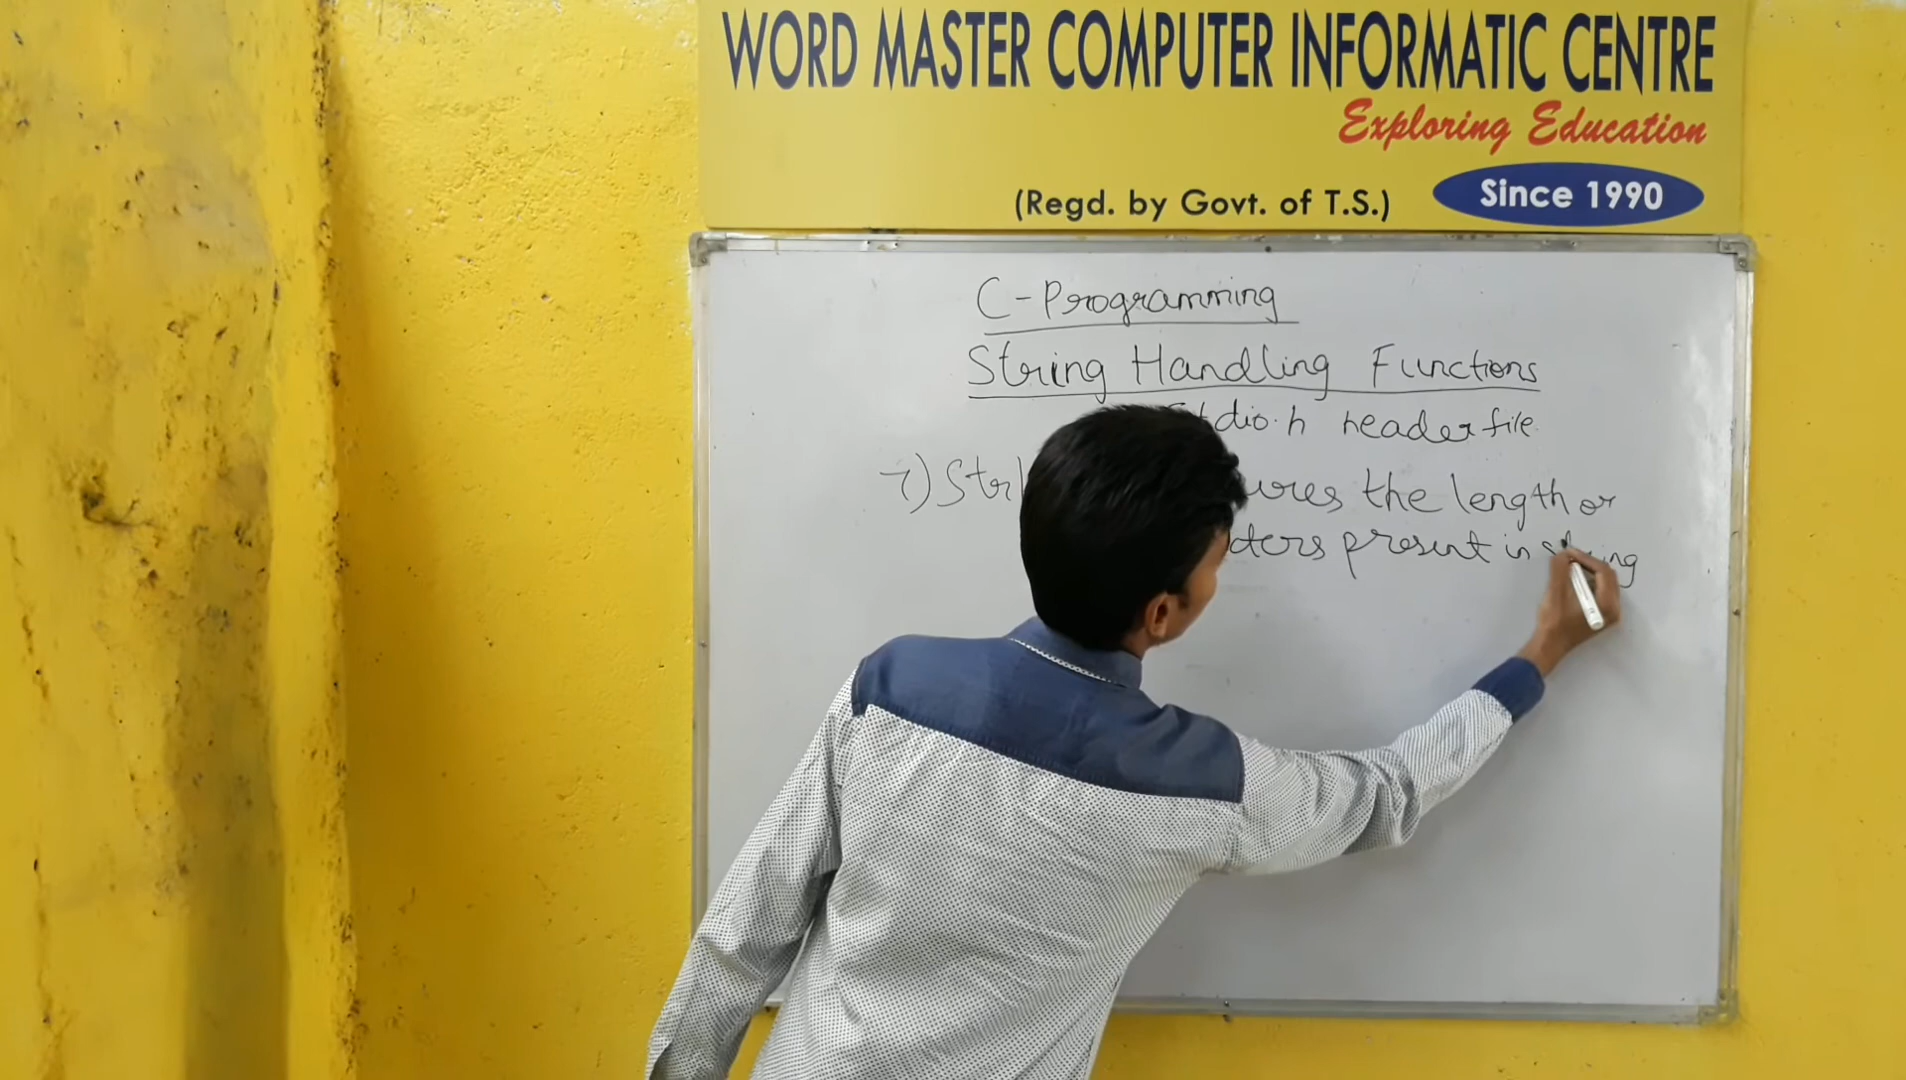 WORD MASTER COMPUTER INFORMATIC CENTRE
Exploring Education
(Regd. by Govt. of T.S.)
Since 1990
C-Programming
String Handling Functions
header file
the length or
present in string